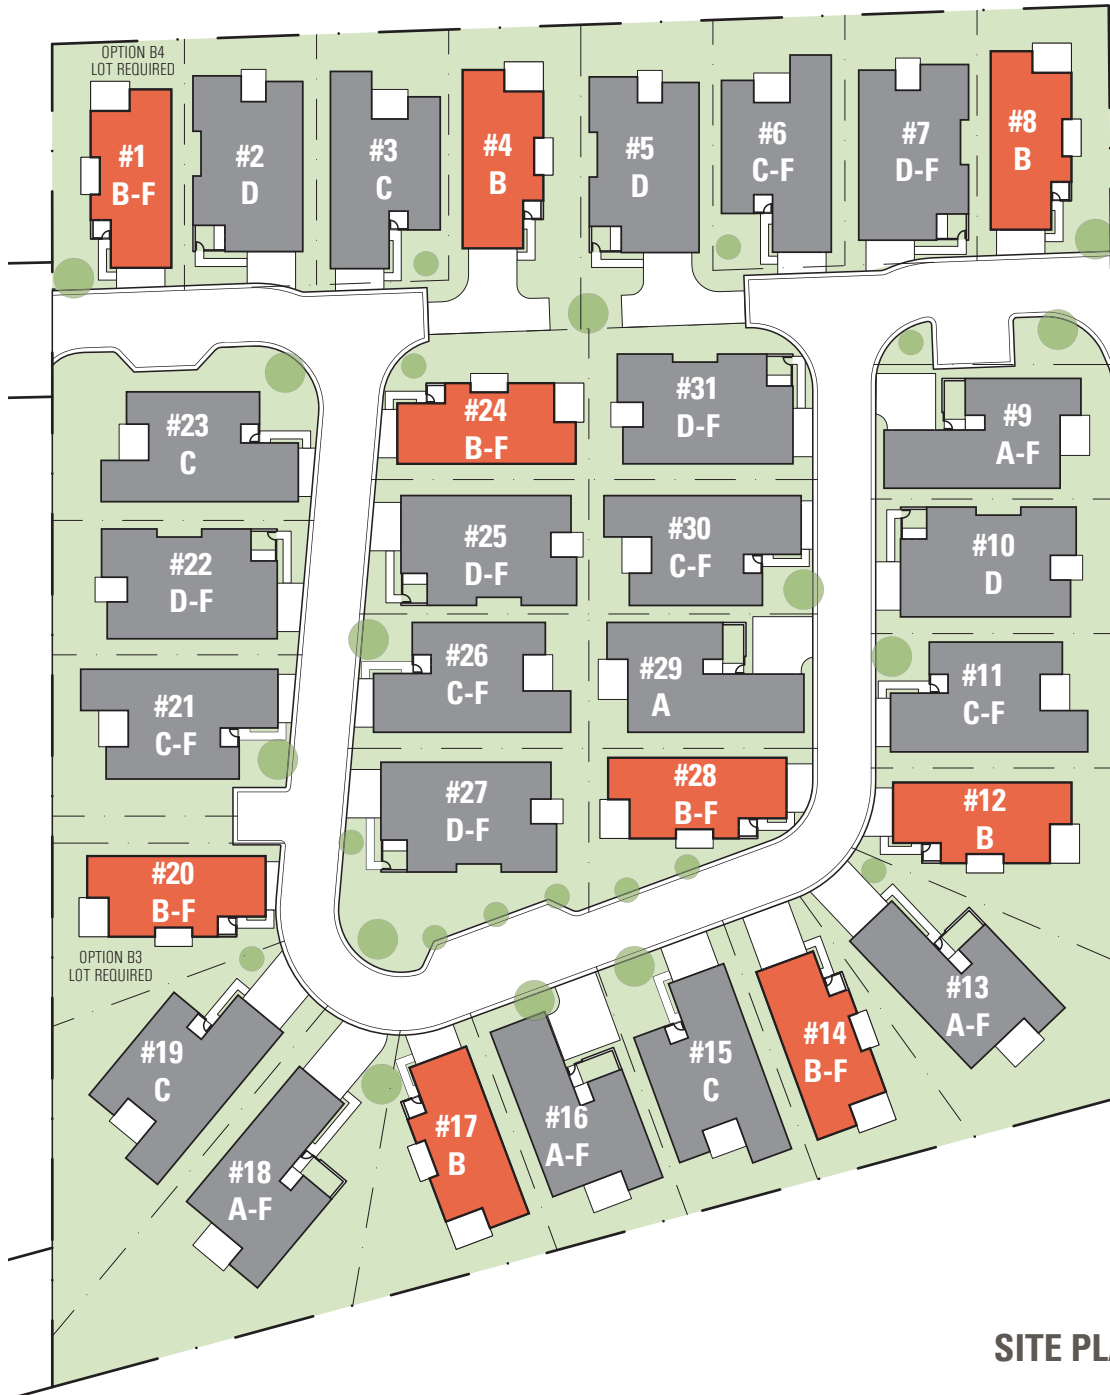 OPTION B4
LOT REQUIRED
#1
B-F
#2
D
#3
C
#4
B
#5
D
#6
C-F
#7
D-F
#8
B
#23
C
#24
B-F
#31
D-F
#9
A-F
#22
D-F
#25
D-F
#30
C-F
#10
D
#21
C-F
#26
C-F
#29
A
#11
C-F
#20
B-F
#27
D-F
#28
B-F
#12
B
OPTION B3
LOT REQUIRED
#19
C
#18
A-F
#17
B
#16
A-F
#15
C
#14
B-F
#13
A-F
SITE PLA